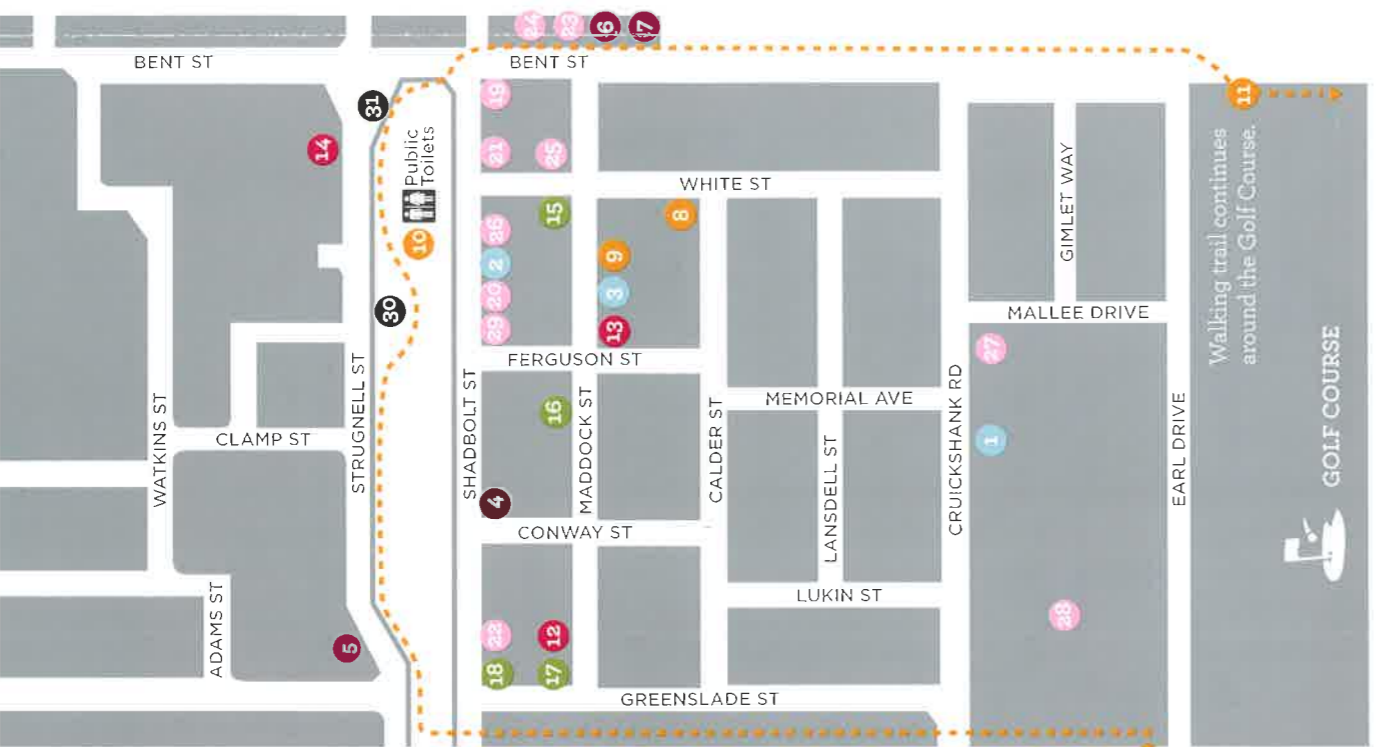 24
23
6
7
BENT ST
BENT ST
19
31
11
14
21
25
Public
Toilets
WHITE ST
GIMLET WAY
Walking trail continues
around the Golf Course.
15
8
26
10
2
9
20
3
30
29
13
MALLEE DRIVE
27
FERGUSON ST
GOLF COURSE
STRUGNELL ST
SHADBOLT ST
MADDOCK ST
MEMORIAL AVE
CALDER ST
CRUICKSHANK RD
EARL DRIVE
WATKINS ST
CLAMP ST
16
1
LANSDELL ST
4
CONWAY ST
LUKIN ST
ADAMS ST
28
5
22
12
18
17
GREENSLADE ST